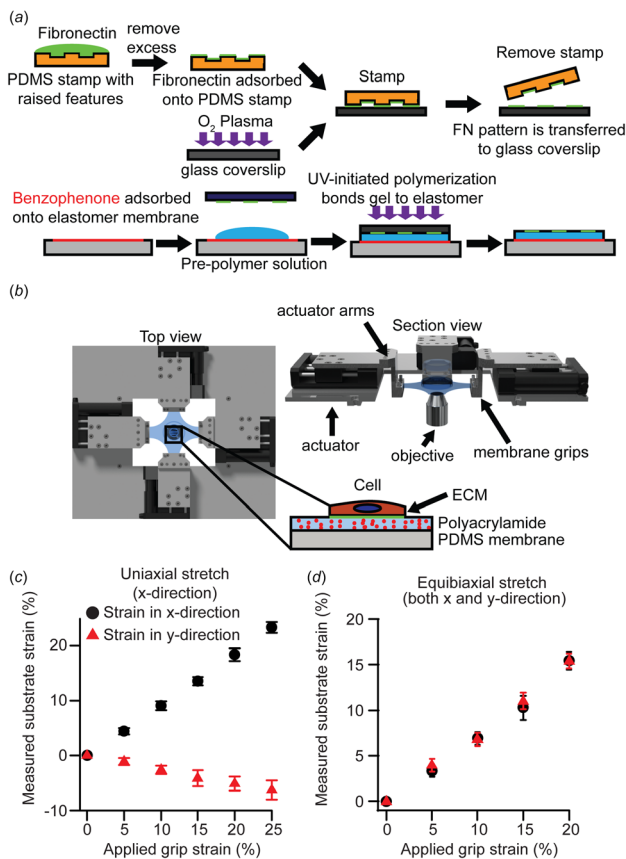 (a)
Fibronectin
PDMS stamp with
raised features
remove
excess
Fibronectin adsorbed
onto PDMS stamp
O2 Plasma
glass coverslip
Stamp
Remove stamp
FN pattern is transferred
to glass coverslip
Benzophenone adsorbed
onto elastomer membrane
Pre-polymer solution
UV-initiated polymerization
bonds gel to elastomer
(b)
Top view
actuator arms
Section view
actuator
objective
membrane grips
Cell
ECM
Polyacrylamide
PDMS membrane
(c)
Uniaxial stretch
(x-direction)
Strain in x-direction
Strain in y-direction
Measured substrate strain (%)
20
10
0
-10
0 5 10 15 20 25
Applied grip strain (%)
(d)
Equibiaxial stretch
(both x and y-direction)
Measured substrate strain (%)
20
15
10
5
0
0 5 10 15 20
Applied grip strain (%)